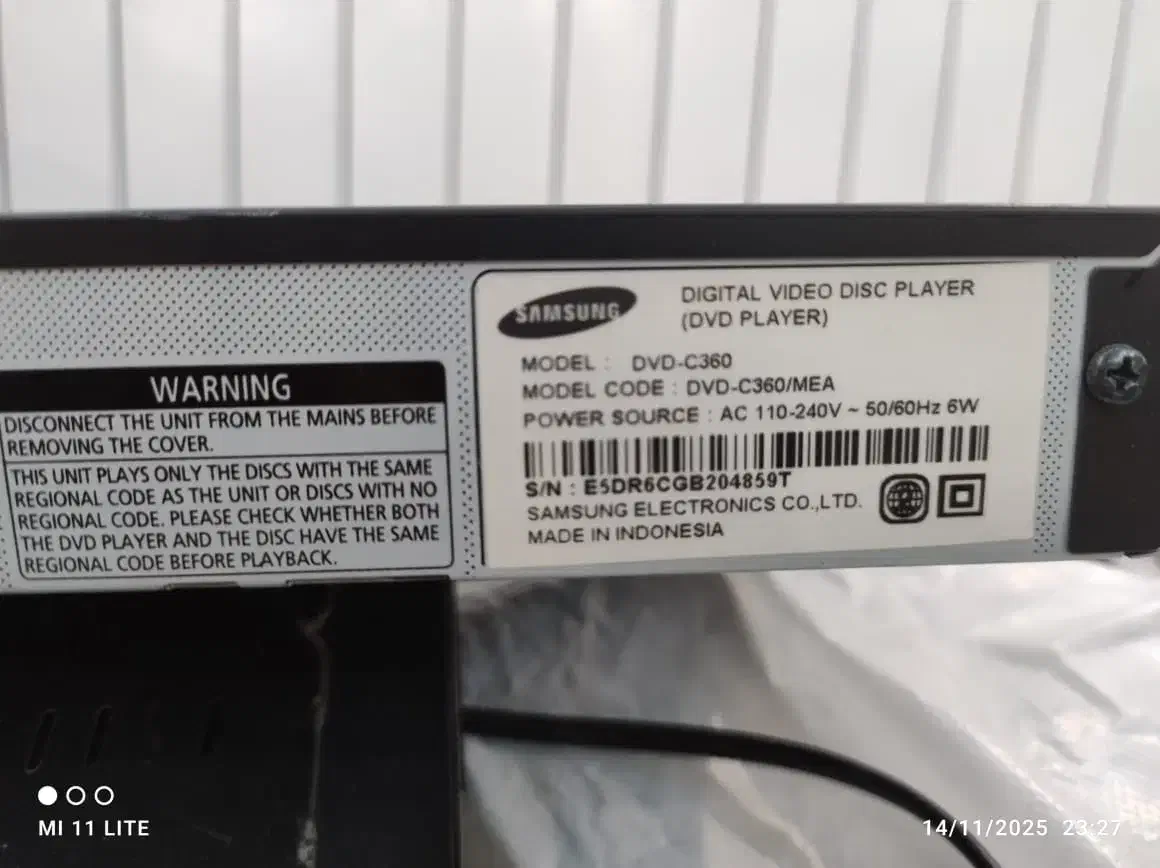 SAMSUNG
DIGITAL VIDEO DISC PLAYER
(DVD PLAYER)
MODEL : DVD-C360
MODEL CODE : DVD-C360/MEA
POWER SOURCE : AC 110-240V ~ 50/60Hz 6W
S/N : E5DR6CGB204859T
SAMSUNG ELECTRONICS CO.,LTD.
MADE IN INDONESIA
WARNING
DISCONNECT THE UNIT FROM THE MAINS BEFORE
REMOVING THE COVER.
THIS UNIT PLAYS ONLY THE DISCS WITH THE SAME
REGIONAL CODE AS THE UNIT OR DISCS WITH NO
REGIONAL CODE. PLEASE CHECK WHETHER BOTH
THE DVD PLAYER AND THE DISC HAVE THE SAME
REGIONAL CODE BEFORE PLAYBACK.
MI 11 LITE
14/11/2025 23:27